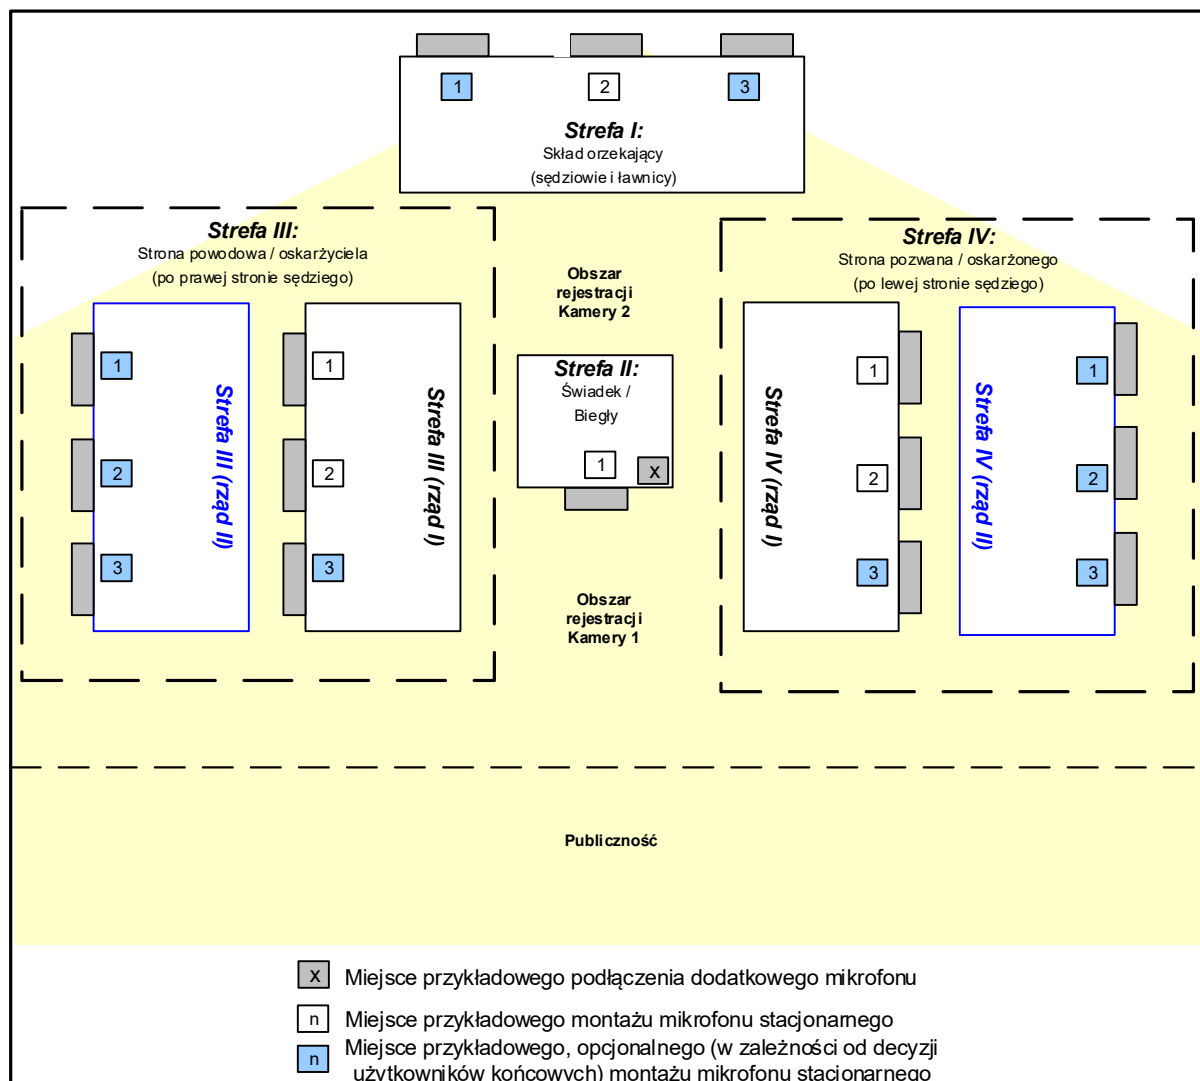 1
2
3
Strefa I:
Skład orzekający
(sędziowie i ławnicy)
Strefa III:
Strona powodowa / oskarżyciela
(po prawej stronie sędziego)
1
2
3
Strefa III (rząd II)
1
2
3
Strefa III (rząd I)
Obszar
rejestracji
Kamery 2
Strefa II:
Świadek /
Biegły
1
x
Obszar
rejestracji
Kamery 1
Strefa IV:
Strona pozwana / oskarżonego
(po lewej stronie sędziego)
Strefa IV (rząd I)
1
2
3
Strefa IV (rząd II)
1
2
3
Publiczność
x Miejsce przykładowego podłączenia dodatkowego mikrofonu
n Miejsce przykładowego montażu mikrofonu stacjonarnego
n Miejsce przykładowego, opcjonalnego (w zależności od decyzji
użytkowników końcowych) montażu mikrofonu stacjonarnego